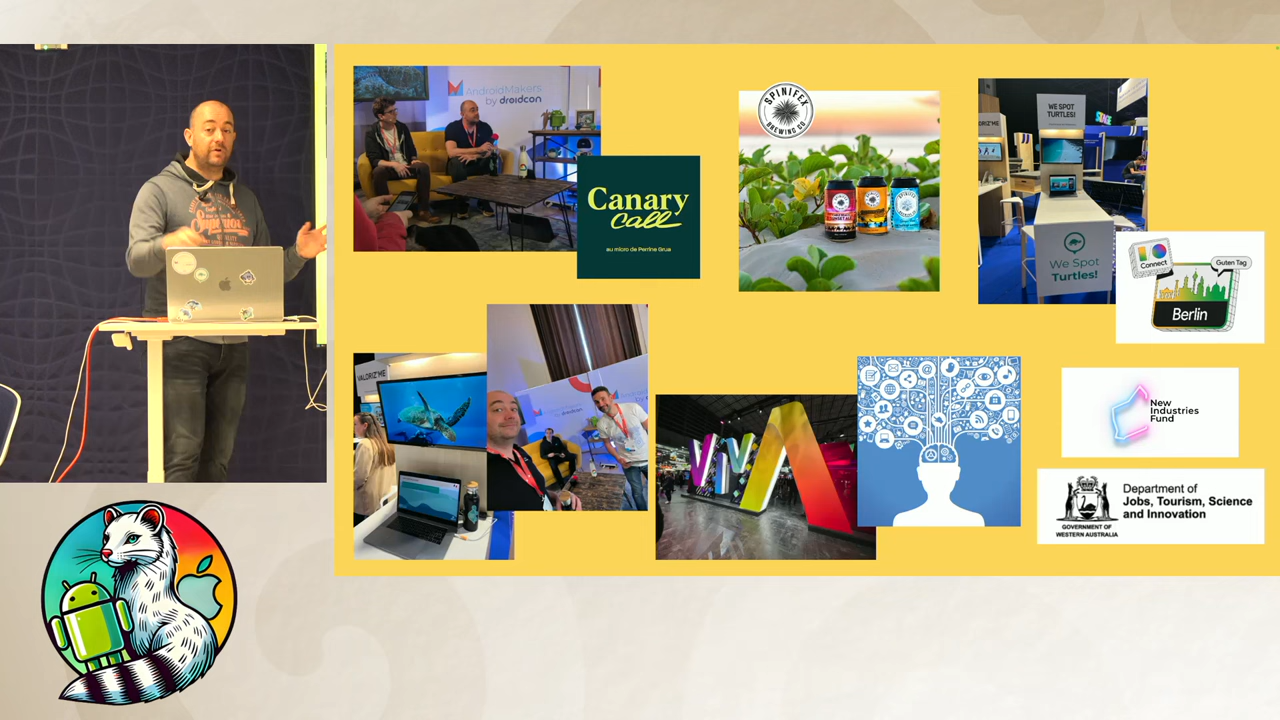 AndroidMakers
by droidcon
Canary
Call
au micro de Perrine Grua
SPINIFEX
BREWING CO
WE SPOT
TURTLES!
STAGE
We Spot
Turtles!
Connect
Guten Tag
Berlin
VALORIZ'ME
VIVA
New
Industries
Fund
Department of
Jobs, Tourism, Science
and Innovation
GOVERNMENT OF
WESTERN AUSTRALIA